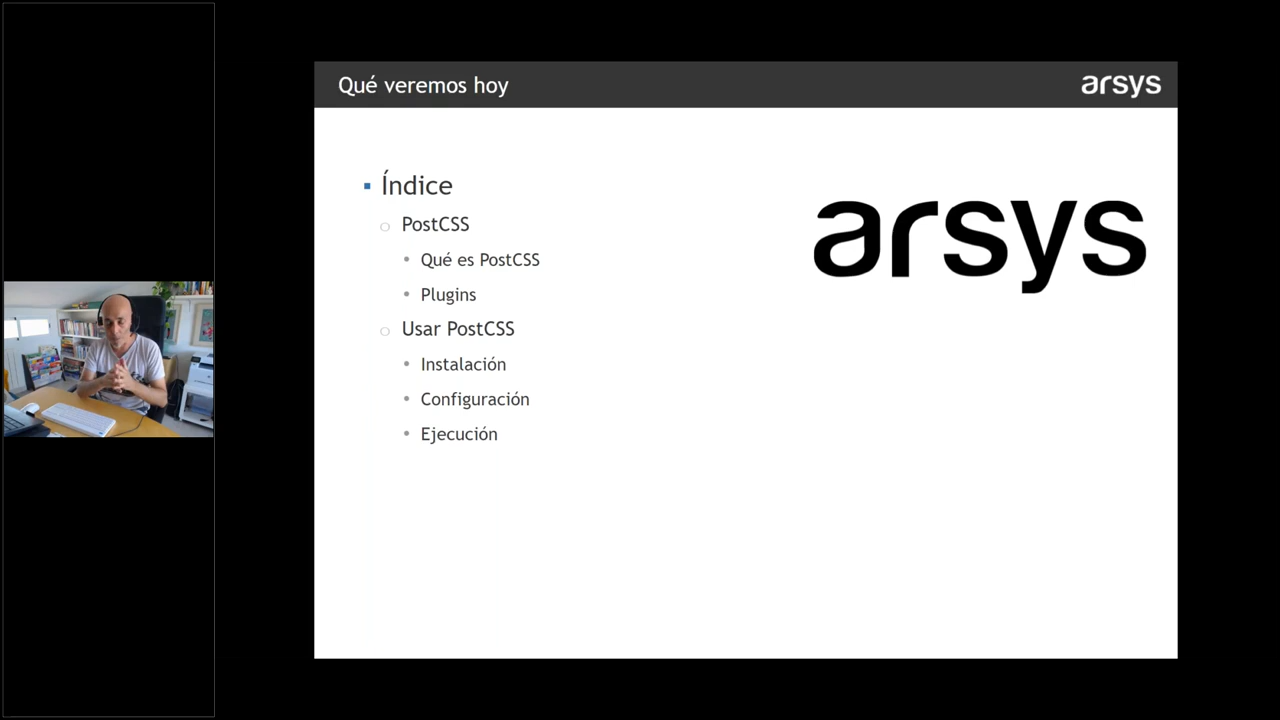 Qué veremos hoy
arsys
Índice
PostCSS
Qué es PostCSS
Plugins
Usar PostCSS
Instalación
Configuración
Ejecución
arsys